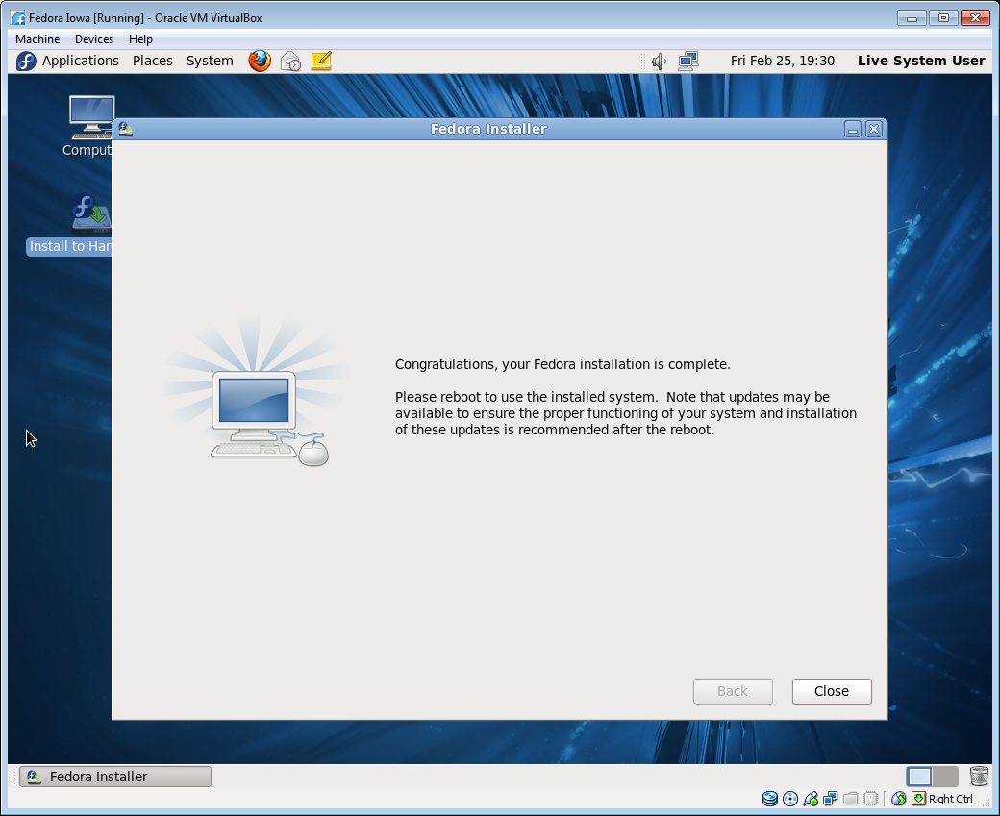 Fedora Iowa [Running] - Oracle VM VirtualBox
Machine Devices Help
Applications Places System Fri Feb 25, 19:30 Live System User
Fedora Installer
Comput
Install to Har
Congratulations, your Fedora installation is complete.
Please reboot to use the installed system. Note that updates may be
available to ensure the proper functioning of your system and installation
of these updates is recommended after the reboot.
Back Close
Fedora Installer
Right Ctrl